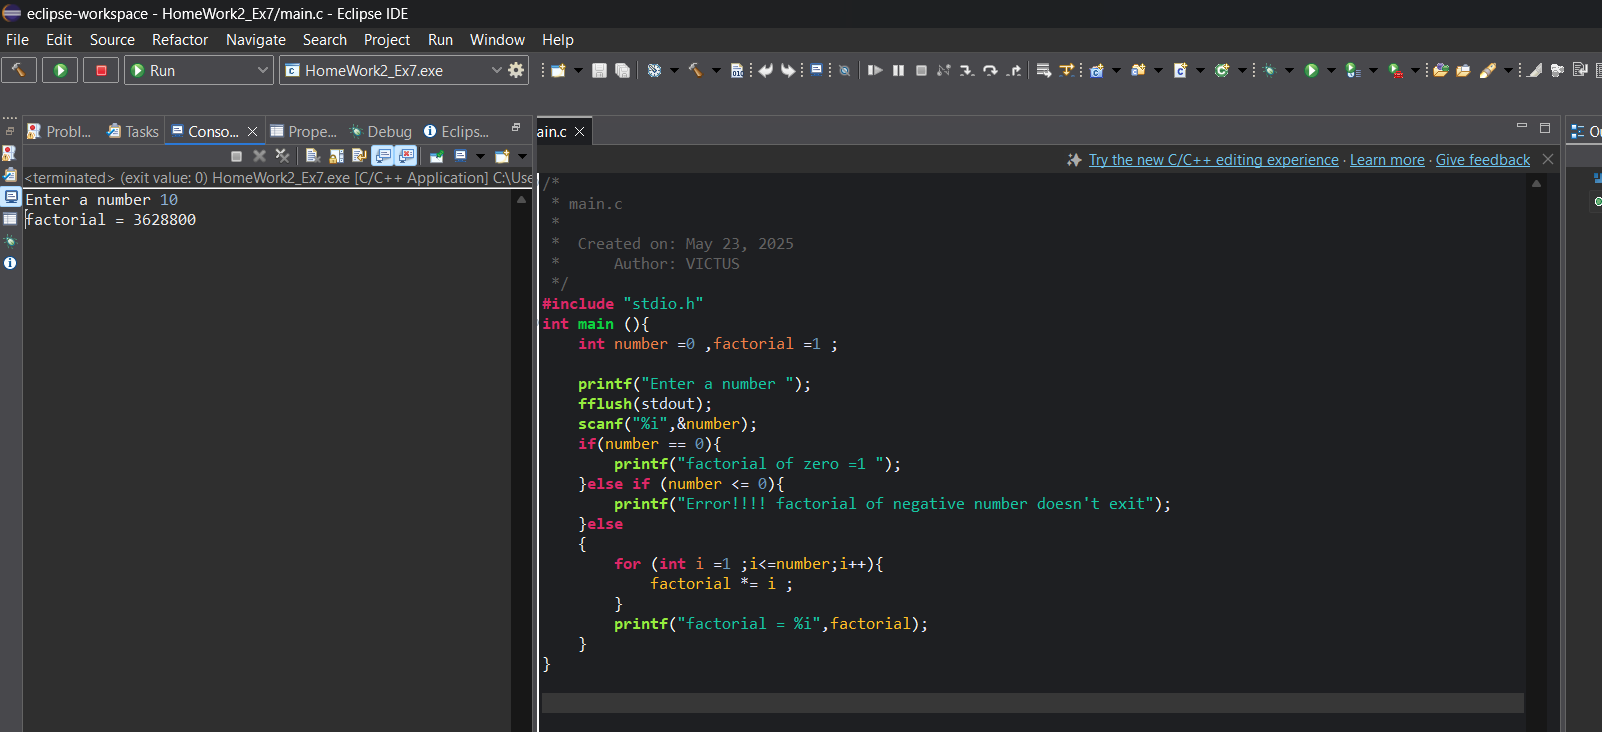 eclipse-workspace - HomeWork2_Ex7/main.c - Eclipse IDE
File Edit Source Refactor Navigate Search Project Run Window Help
Run HomeWork2_Ex7.exe
Probl... Tasks Conso... Prope... Debug Eclips...
<terminated> (exit value: 0) HomeWork2_Ex7.exe [C/C++ Application] C:\Use
Enter a number 10
factorial = 3628800
ain.c
Ou
Try the new C/C++ editing experience · Learn more · Give feedback
/*
 * main.c
 *
 *  Created on: May 23, 2025
 *      Author: VICTUS
 */
#include "stdio.h"
int main (){
    int number =0 ,factorial =1 ;
    printf("Enter a number ");
    fflush(stdout);
    scanf("%i",&number);
    if(number == 0){
        printf("factorial of zero =1 ");
    }else if (number <= 0){
        printf("Error!!!! factorial of negative number doesn't exit");
    }else
    {
        for (int i =1 ;i<=number;i++){
            factorial *= i ;
        }
        printf("factorial = %i",factorial);
    }
}